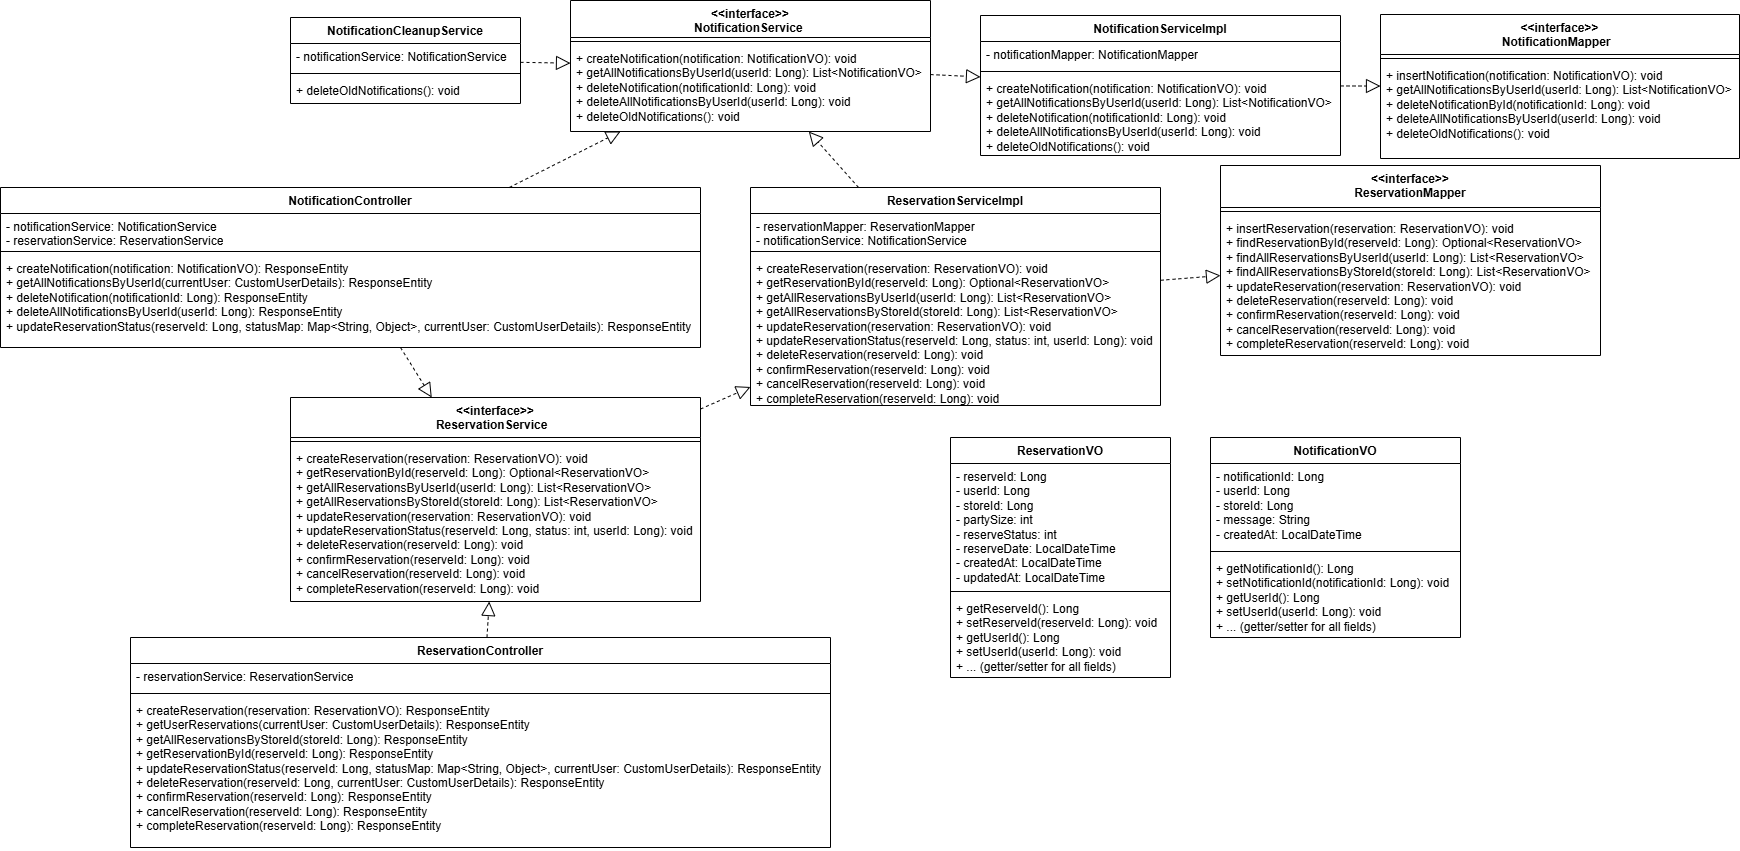 NotificationCleanupService
- notificationService: NotificationService
+ deleteOldNotifications(): void
<<interface>>
NotificationService
+ createNotification(notification: NotificationVO): void
+ getAllNotificationsByUserId(userId: Long): List<NotificationVO>
+ deleteNotification(notificationId: Long): void
+ deleteAllNotificationsByUserId(userId: Long): void
+ deleteOldNotifications(): void
NotificationServiceImpl
- notificationMapper: NotificationMapper
+ createNotification(notification: NotificationVO): void
+ getAllNotificationsByUserId(userId: Long): List<NotificationVO>
+ deleteNotification(notificationId: Long): void
+ deleteAllNotificationsByUserId(userId: Long): void
+ deleteOldNotifications(): void
<<interface>>
NotificationMapper
+ insertNotification(notification: NotificationVO): void
+ getAllNotificationsByUserId(userId: Long): List<NotificationVO>
+ deleteNotificationById(notificationId: Long): void
+ deleteAllNotificationsByUserId(userId: Long): void
+ deleteOldNotifications(): void
NotificationController
- notificationService: NotificationService
- reservationService: ReservationService
+ createNotification(notification: NotificationVO): ResponseEntity
+ getAllNotificationsByUserId(currentUser: CustomUserDetails): ResponseEntity
+ deleteNotification(notificationId: Long): ResponseEntity
+ deleteAllNotificationsByUserId(userId: Long): ResponseEntity
+ updateReservationStatus(reserveId: Long, statusMap: Map<String, Object>, currentUser: CustomUserDetails): ResponseEntity
ReservationServiceImpl
- reservationMapper: ReservationMapper
- notificationService: NotificationService
+ createReservation(reservation: ReservationVO): void
+ getReservationById(reserveId: Long): Optional<ReservationVO>
+ getAllReservationsByUserId(userId: Long): List<ReservationVO>
+ getAllReservationsByStoreId(storeId: Long): List<ReservationVO>
+ updateReservation(reservation: ReservationVO): void
+ updateReservationStatus(reserveId: Long, status: int, userId: Long): void
+ deleteReservation(reserveId: Long): void
+ confirmReservation(reserveId: Long): void
+ cancelReservation(reserveId: Long): void
+ completeReservation(reserveId: Long): void
<<interface>>
ReservationMapper
+ insertReservation(reservation: ReservationVO): void
+ findReservationById(reserveId: Long): Optional<ReservationVO>
+ findAllReservationsByUserId(userId: Long): List<ReservationVO>
+ findAllReservationsByStoreId(storeId: Long): List<ReservationVO>
+ updateReservation(reservation: ReservationVO): void
+ deleteReservation(reserveId: Long): void
+ confirmReservation(reserveId: Long): void
+ cancelReservation(reserveId: Long): void
+ completeReservation(reserveId: Long): void
<<interface>>
ReservationService
+ createReservation(reservation: ReservationVO): void
+ getReservationById(reserveId: Long): Optional<ReservationVO>
+ getAllReservationsByUserId(userId: Long): List<ReservationVO>
+ getAllReservationsByStoreId(storeId: Long): List<ReservationVO>
+ updateReservation(reservation: ReservationVO): void
+ updateReservationStatus(reserveId: Long, status: int, userId: Long): void
+ deleteReservation(reserveId: Long): void
+ confirmReservation(reserveId: Long): void
+ cancelReservation(reserveId: Long): void
+ completeReservation(reserveId: Long): void
ReservationVO
- reserveId: Long
- userId: Long
- storeId: Long
- partySize: int
- reserveStatus: int
- reserveDate: LocalDateTime
- createdAt: LocalDateTime
- updatedAt: LocalDateTime
+ getReserveId(): Long
+ setReserveId(reserveId: Long): void
+ getUserId(): Long
+ setUserId(userId: Long): void
+ ... (getter/setter for all fields)
NotificationVO
- notificationId: Long
- userId: Long
- storeId: Long
- message: String
- createdAt: LocalDateTime
+ getNotificationId(): Long
+ setNotificationId(notificationId: Long): void
+ getUserId(): Long
+ setUserId(userId: Long): void
+ ... (getter/setter for all fields)
ReservationController
- reservationService: ReservationService
+ createReservation(reservation: ReservationVO): ResponseEntity
+ getUserReservations(currentUser: CustomUserDetails): ResponseEntity
+ getAllReservationsByStoreId(storeId: Long): ResponseEntity
+ getReservationById(reserveId: Long): ResponseEntity
+ updateReservationStatus(reserveId: Long, statusMap: Map<String, Object>, currentUser: CustomUserDetails): ResponseEntity
+ deleteReservation(reserveId: Long, currentUser: CustomUserDetails): ResponseEntity
+ confirmReservation(reserveId: Long): ResponseEntity
+ cancelReservation(reserveId: Long): ResponseEntity
+ completeReservation(reserveId: Long): ResponseEntity